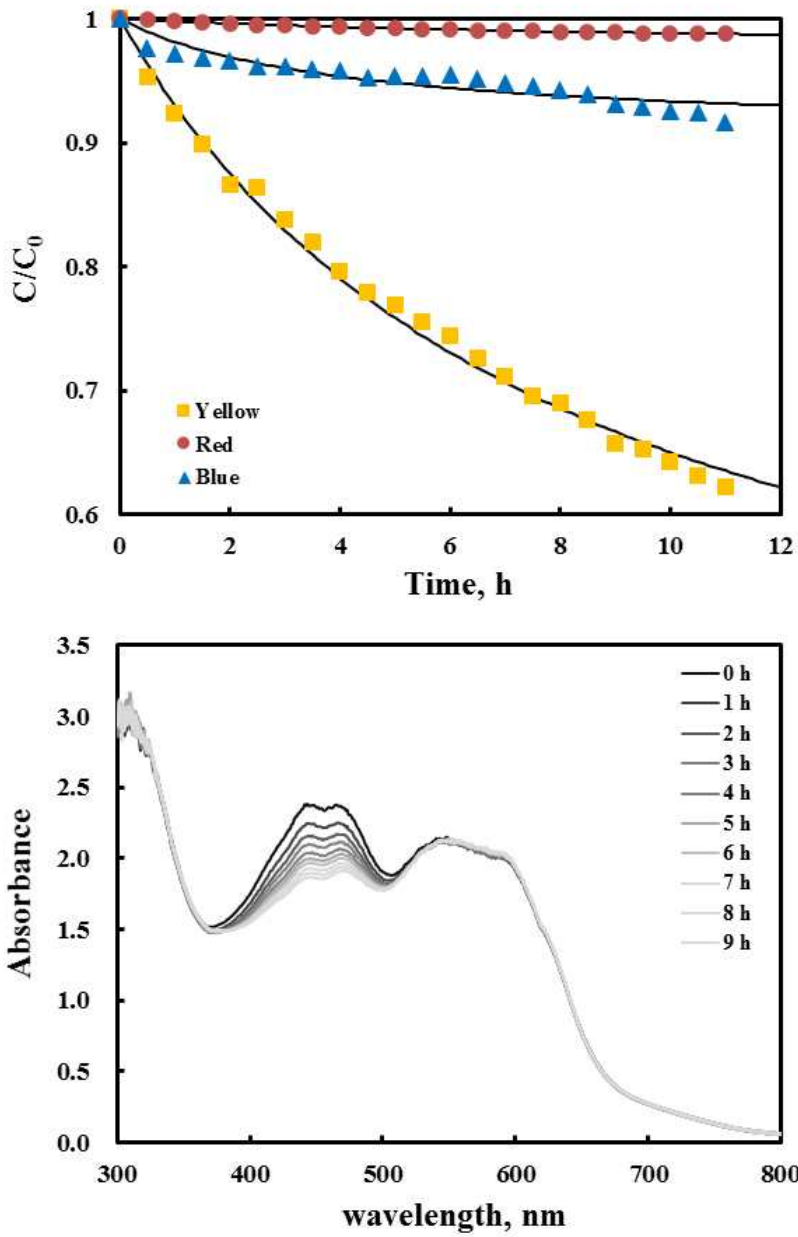 1
0.9
0.8
0.7
0.6
C/C0
Yellow
Red
Blue
0 2 4 6 8 10 12
Time, h
3.5
3.0
2.5
2.0
1.5
1.0
0.5
0.0
Absorbance
0 h
1 h
2 h
3 h
4 h
5 h
6 h
7 h
8 h
9 h
300 400 500 600 700 800
wavelength, nm